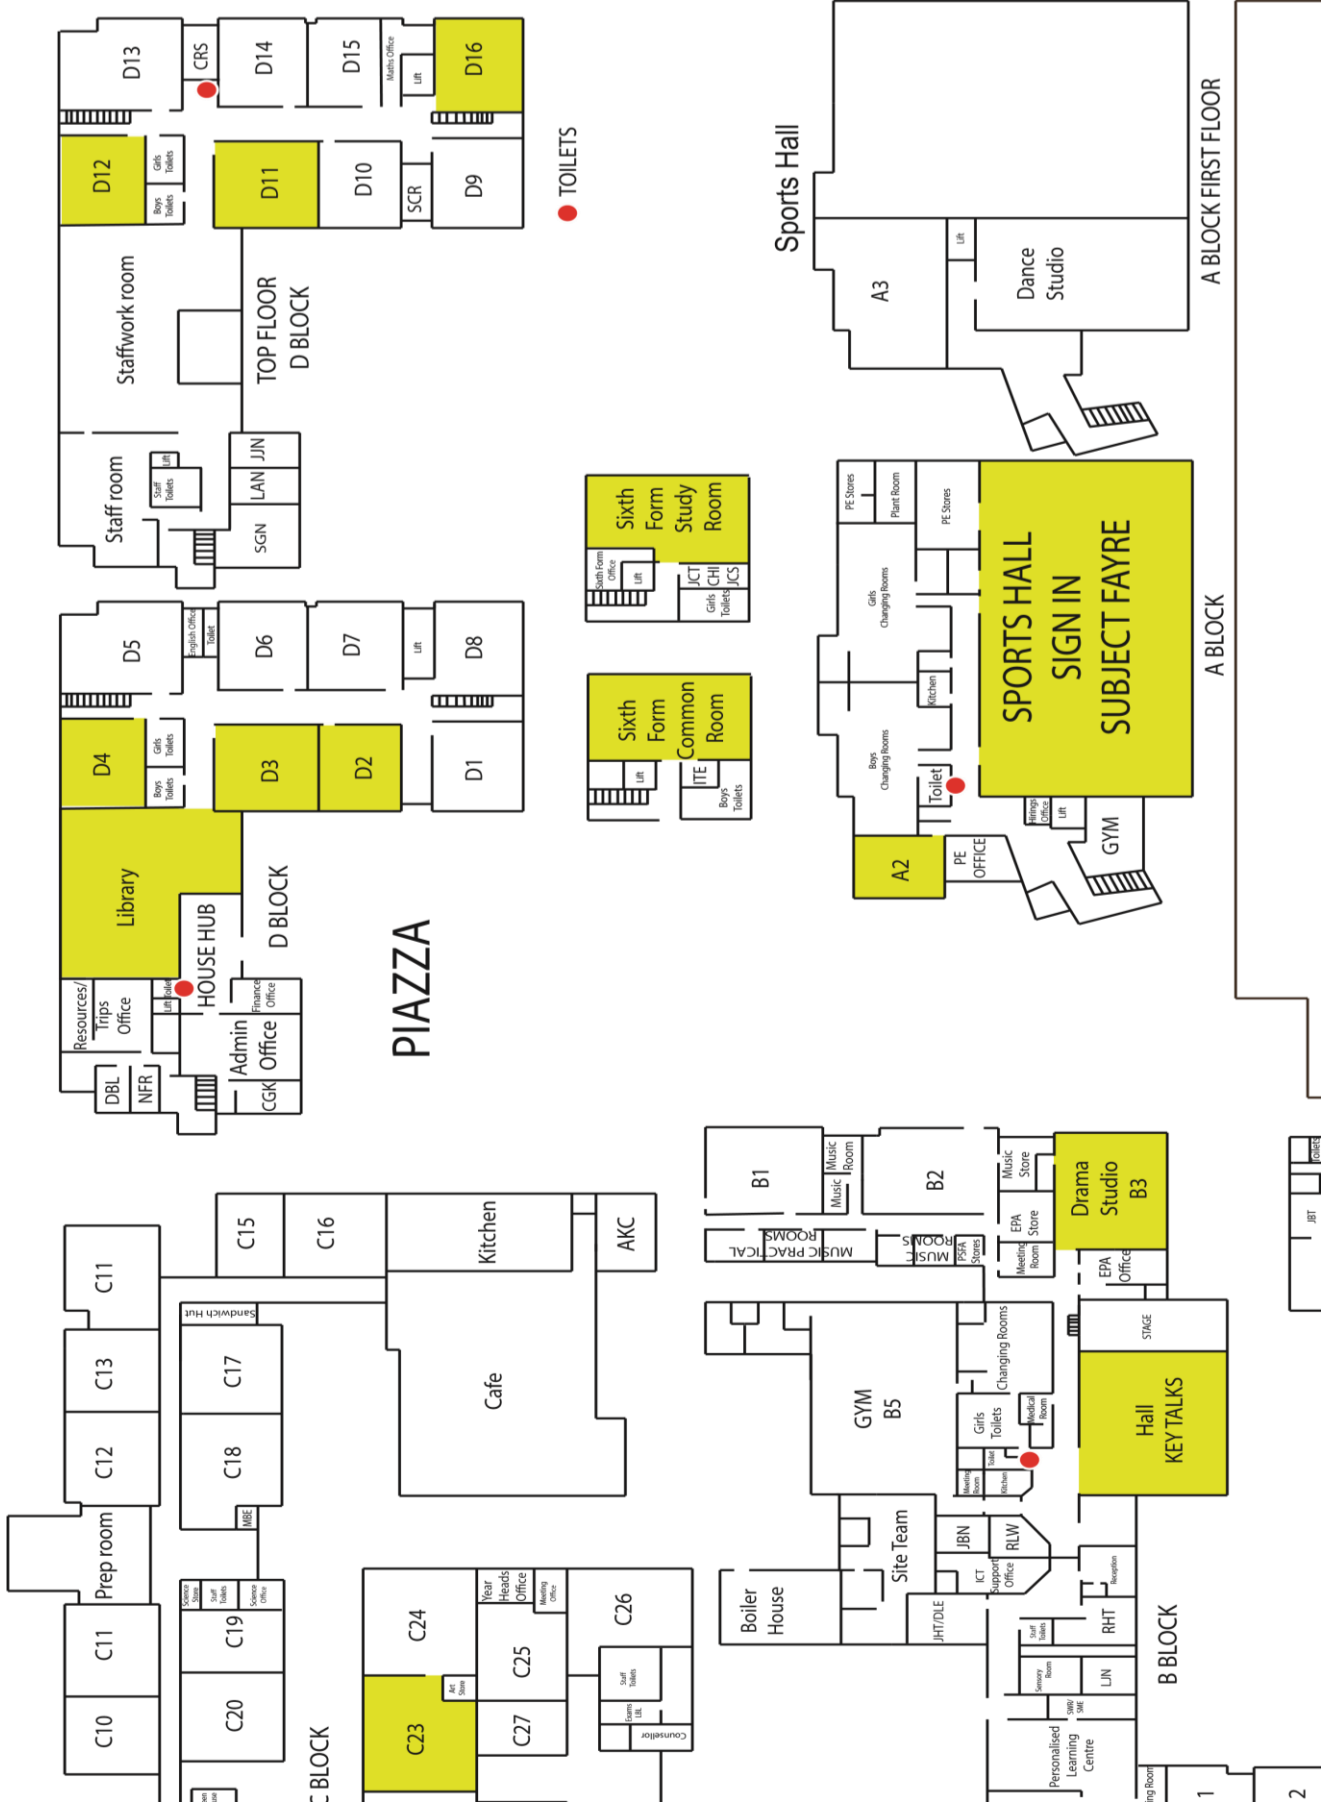 D13
CRS
D14
D15
Maths Office
Lift
D16
D12
Girls
Toilets
Boys
Toilets
D11
D10
SCR
D9
TOILETS
Staffwork room
TOP FLOOR
D BLOCK
Staff room
Staff
Toilets
Lift
JJN
LAN
SGN
Sports Hall
A3
Lift
Dance
Studio
A BLOCK FIRST FLOOR
D5
English Office
Toilet
D6
D7
Lift
D8
D4
Girls
Toilets
Boys
Toilets
D3
D2
D1
Library
HOUSE HUB
D BLOCK
Resources/
Trips
Office
Lift
Toilet
Finance
Office
Admin
Office
DBL
NFR
CGK
Sixth
Form
Study
Room
Sixth Form
Office
Lift
JCT
CHI
JCS
Girls
Toilets
Sixth
Form
Common
Room
Lift
ITE
Boys
Toilets
PIAZZA
PE Stores
Plant Room
PE Stores
Girls
Changing Rooms
Kitchen
Boys
Changing Rooms
Toilet
SPORTS HALL
SIGN IN
SUBJECT FAYRE
A BLOCK
A2
PE
OFFICE
Hirings
Office
Lift
GYM
C11
C15
C16
Kitchen
AKC
Sandwich Hut
C13
C17
Cafe
C12
C18
MBE
Prep room
Science
Store
Staff
Toilets
Science
Office
C11
C19
C10
C20
C BLOCK
C24
Year
Heads
Office
Meeting
Office
C26
C25
Art
Store
Staff
Toilets
C23
C27
Exams
LBL
Counsellor
B1
Music
Room
Music
B2
Music
Store
Drama
Studio
B3
MUSIC PRACTICAL
ROOMS
MUSIC
ROOMS
PSFA
Stores
EPA
Store
Meeting
Room
EPA
Office
STAGE
GYM
B5
Changing Rooms
Girls
Toilets
Medical
Room
Toilet
Meeting
Room
Kitchen
Hall
KEY TALKS
Site Team
JBN
RLW
ICT
Support
Office
Reception
Boiler
House
JHT/DLE
Staff
Toilets
RHT
B BLOCK
Sensory
Room
LJN
SWR/
SME
Personalised
Learning
Centre
Toilets
JBT
ing Room
1
2